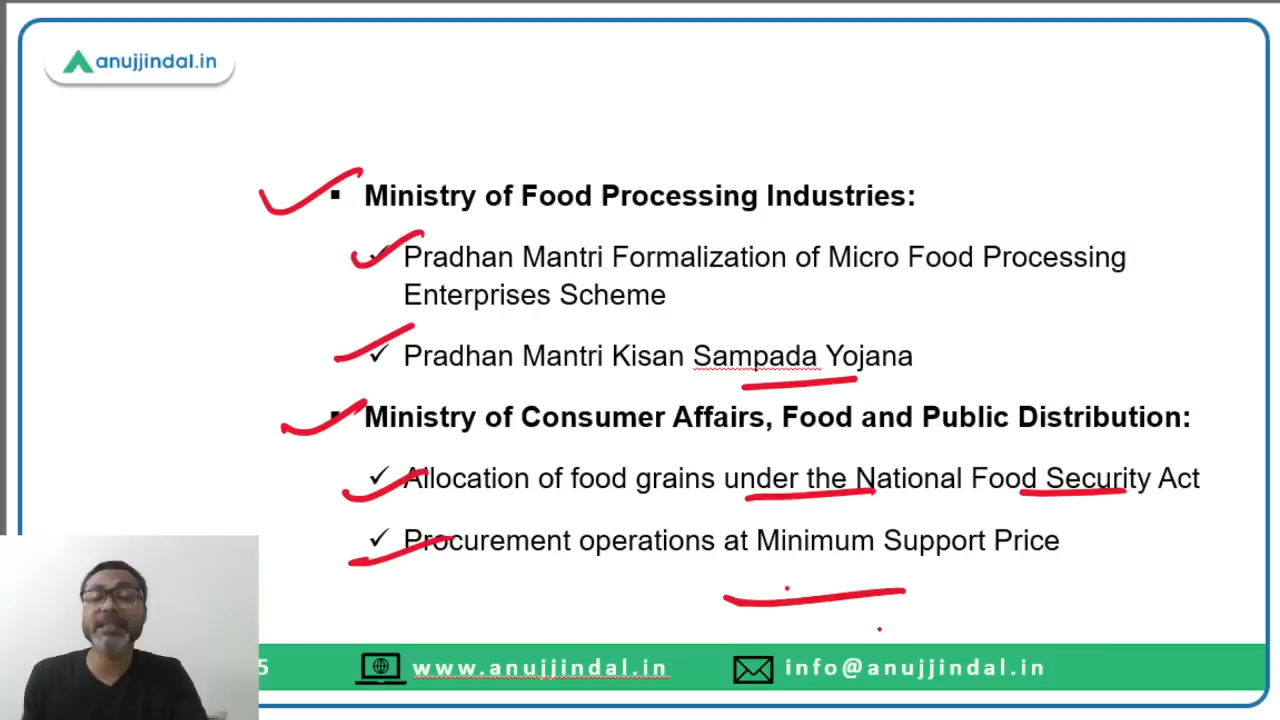 anujjindal.in
Ministry of Food Processing Industries:
Pradhan Mantri Formalization of Micro Food Processing
Enterprises Scheme
Pradhan Mantri Kisan Sampada Yojana
Ministry of Consumer Affairs, Food and Public Distribution:
Allocation of food grains under the National Food Security Act
Procurement operations at Minimum Support Price
5 www.anujjindal.in info@anujjindal.in